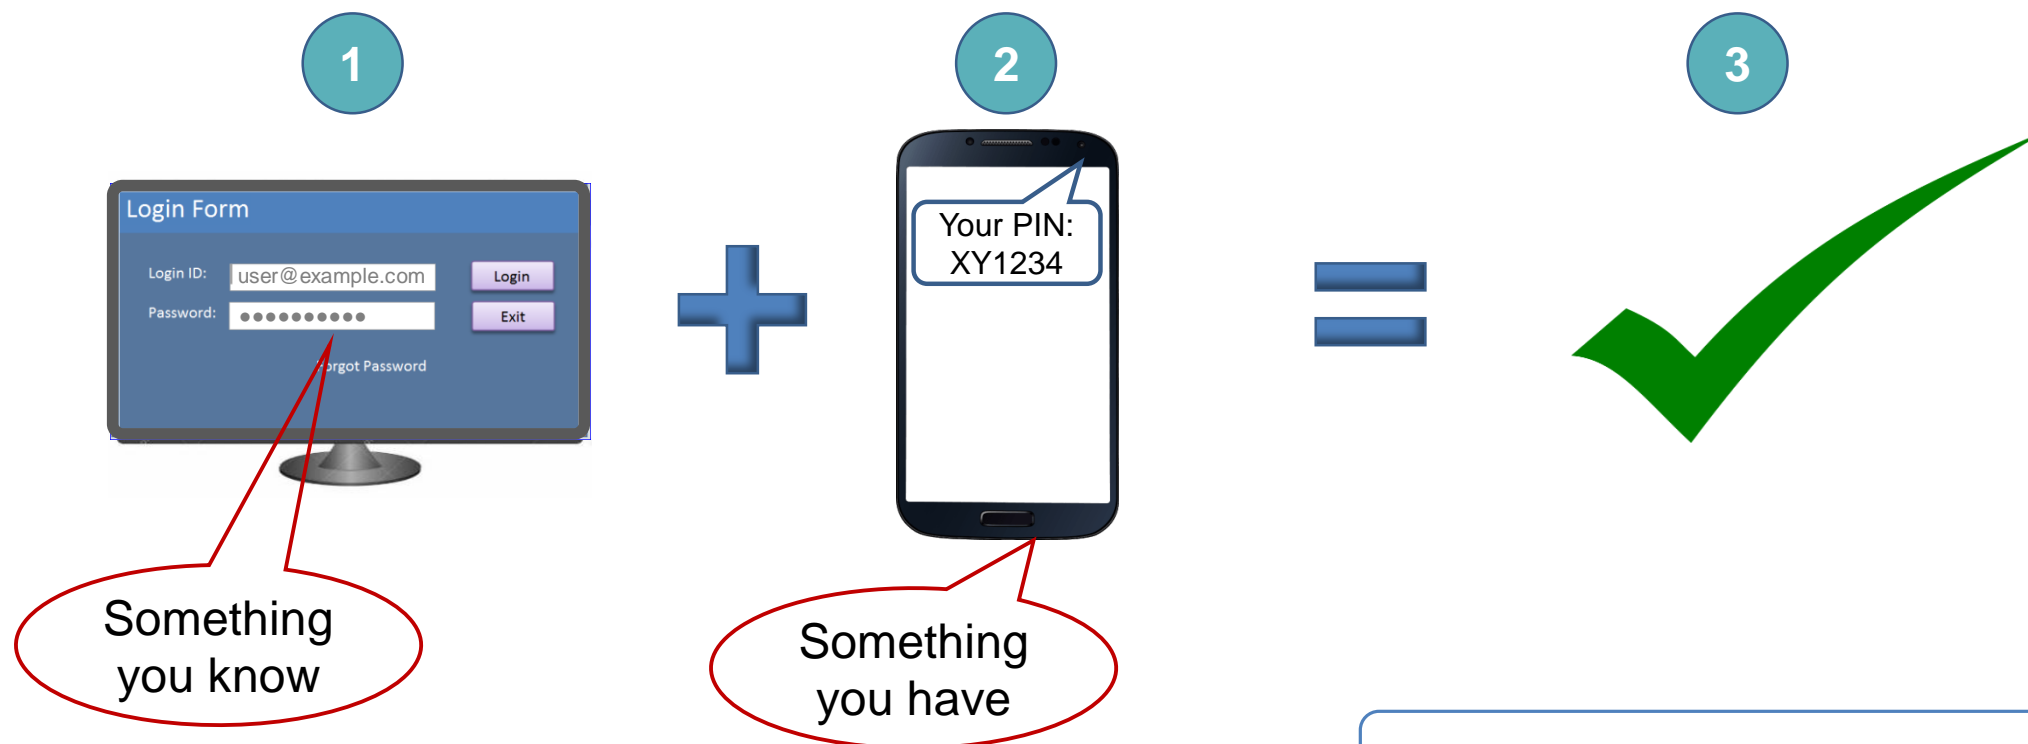 1
2
3
Login Form
Login ID:
user@example.com
Login
Password:
●●●●●●●●●●
Exit
Forgot Password
Your PIN:
XY1234
Something
you know
Something
you have